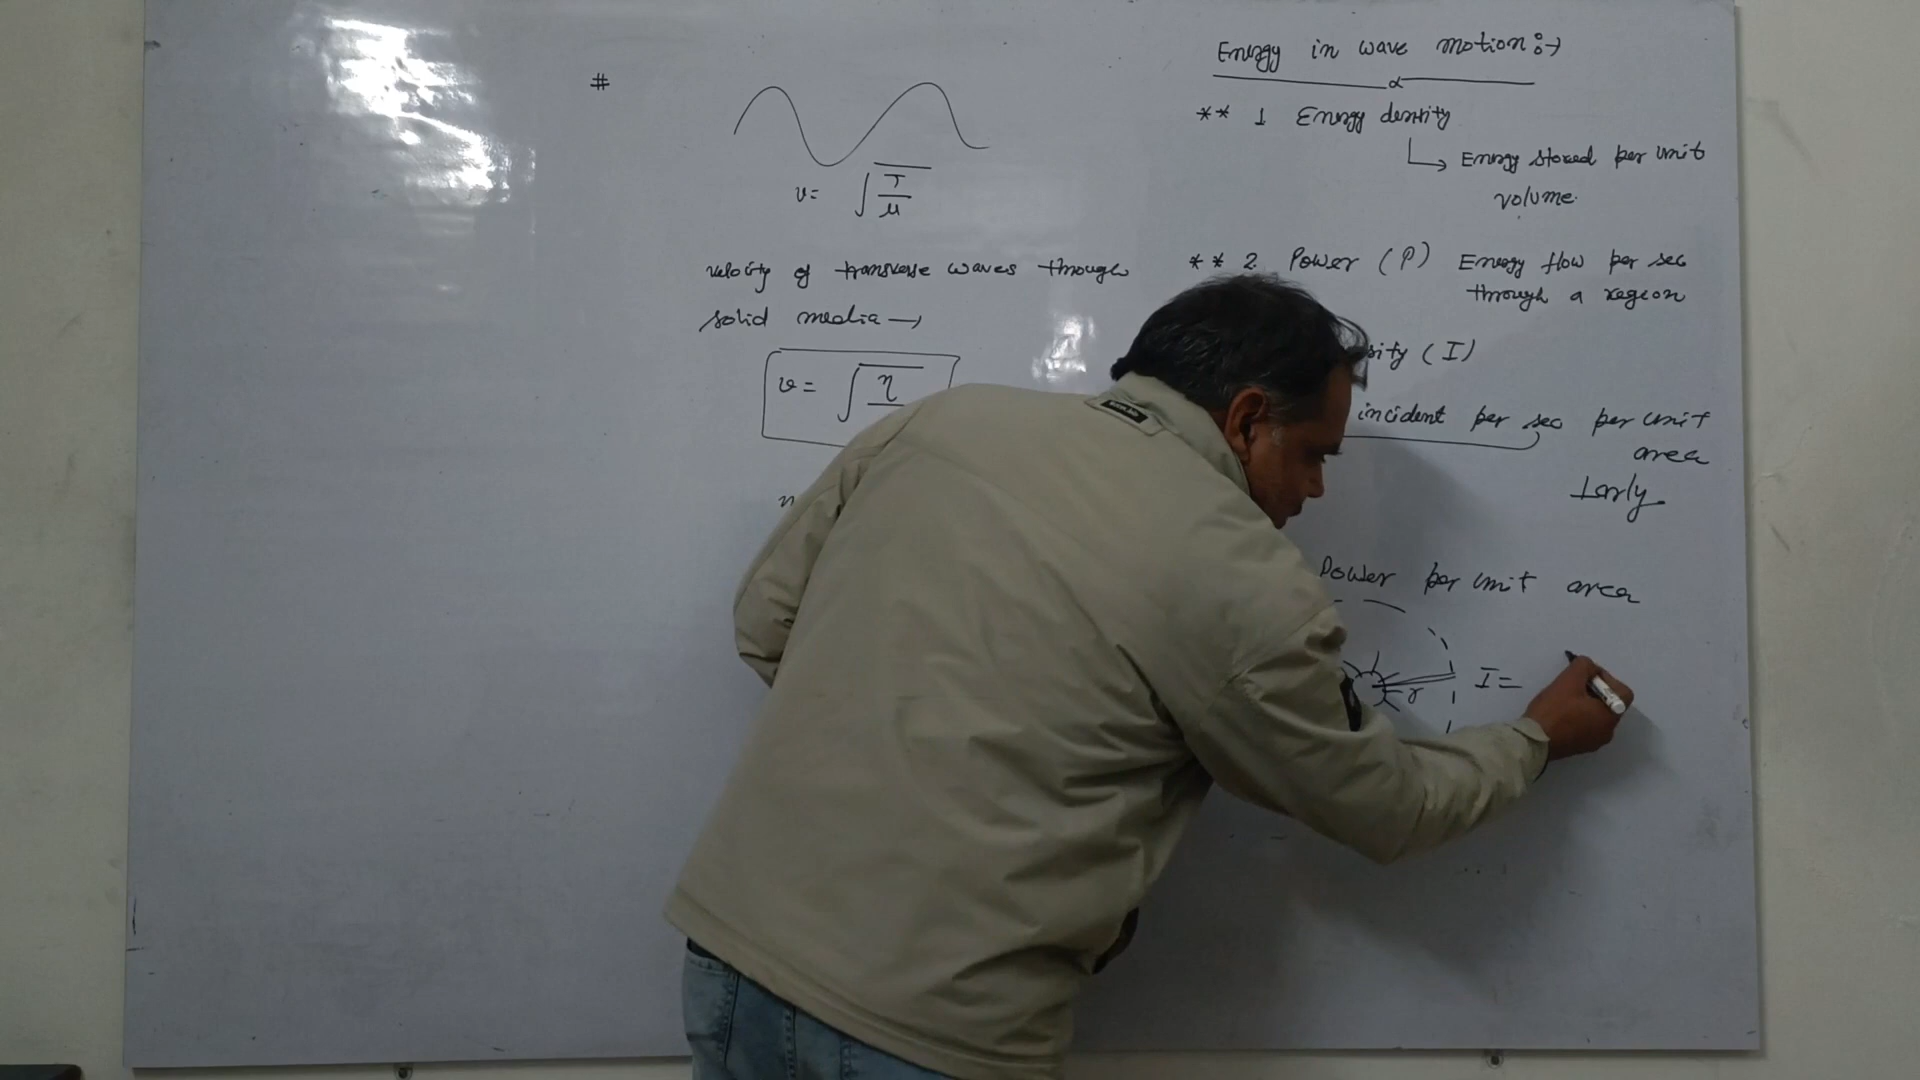 #
v= √T/μ
velocity of transverse waves through
solid media →
v= √η
Energy in wave motion :→
** 1 Energy density
Energy stored per unit
volume.
** 2 Power (P) Energy flow per sec
through a region
sity (I)
incident per sec per unit
area
⊥arly.
Power per unit area
r I=